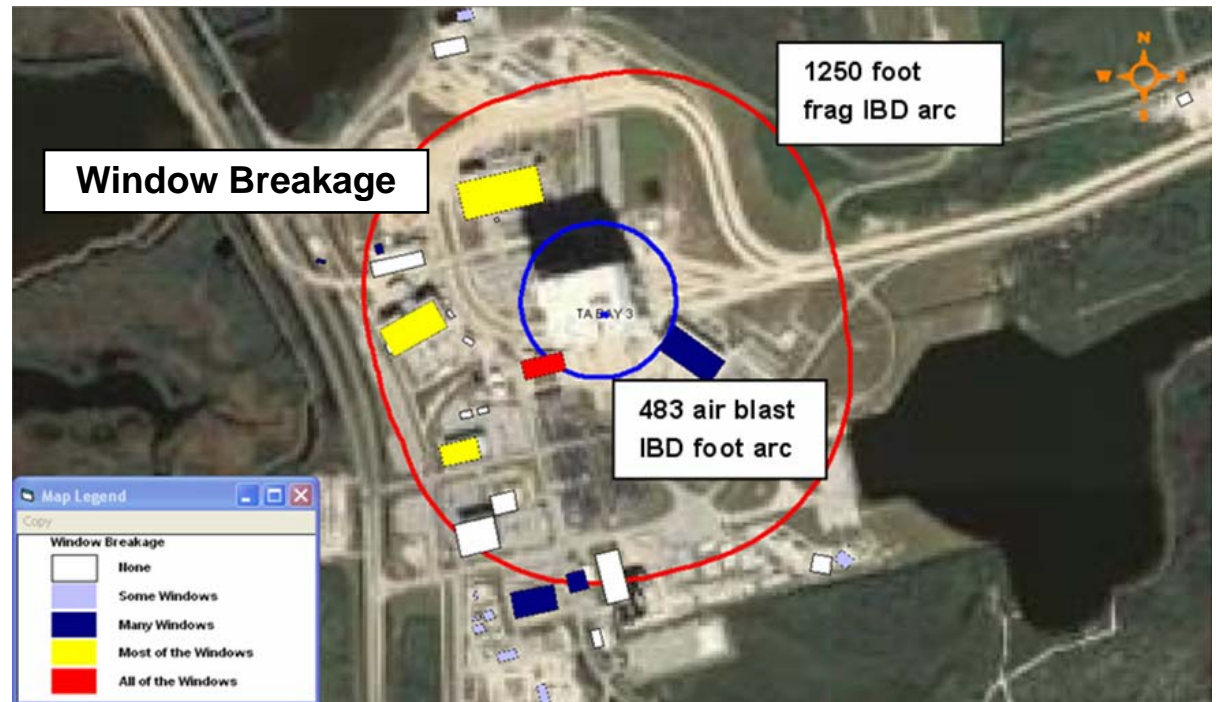 1250 foot
frag IBD arc
N
W
E
S
Window Breakage
TA BAY 3
483 air blast
IBD foot arc
Map Legend
Copy
Window Breakage
None
Some Windows
Many Windows
Most of the Windows
All of the Windows